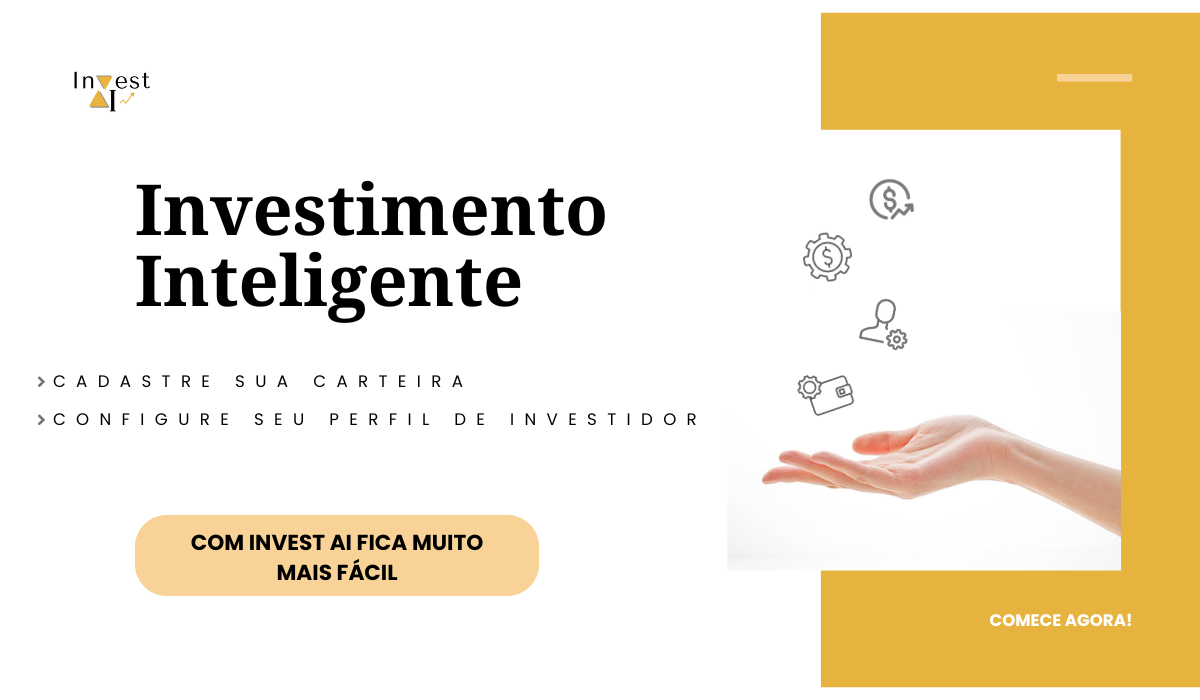 Invest
AI
Investimento
Inteligente
CADASTRE SUA CARTEIRA
CONFIGURE SEU PERFIL DE INVESTIDOR
COM INVEST AI FICA MUITO
MAIS FÁCIL
COMECE AGORA!